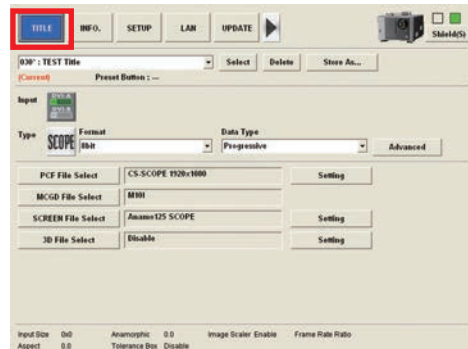 TITLE INFO. SETUP LAN UPDATE Shield(S)
030* : TEST Title Select Delete Store As...
(Current) Preset Button : ---
Input DVI-A DVI-B
Type SCOPE Format Data Type
8bit Progressive Advanced
PCF File Select CS-SCOPE 1920x1080 Setting
MCGD File Select M101
SCREEN File Select Anamo125 SCOPE Setting
3D File Select Disable Setting
Input Size 0x0 Anamorphic 0.0 Image Scaler Enable Frame Rate Ratio
Aspect 0.0 Tolerance Box Disable